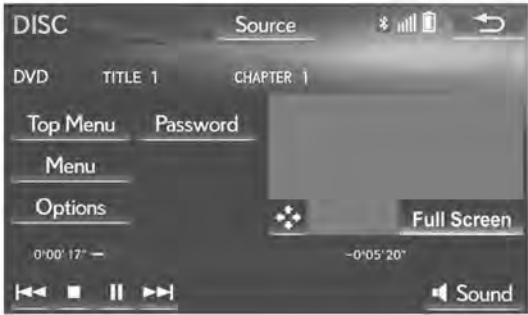 DISC Source
DVD TITLE 1 CHAPTER 1
Top Menu Password
Menu
Options
Full Screen
0°00'17" -0°05'20"
Sound